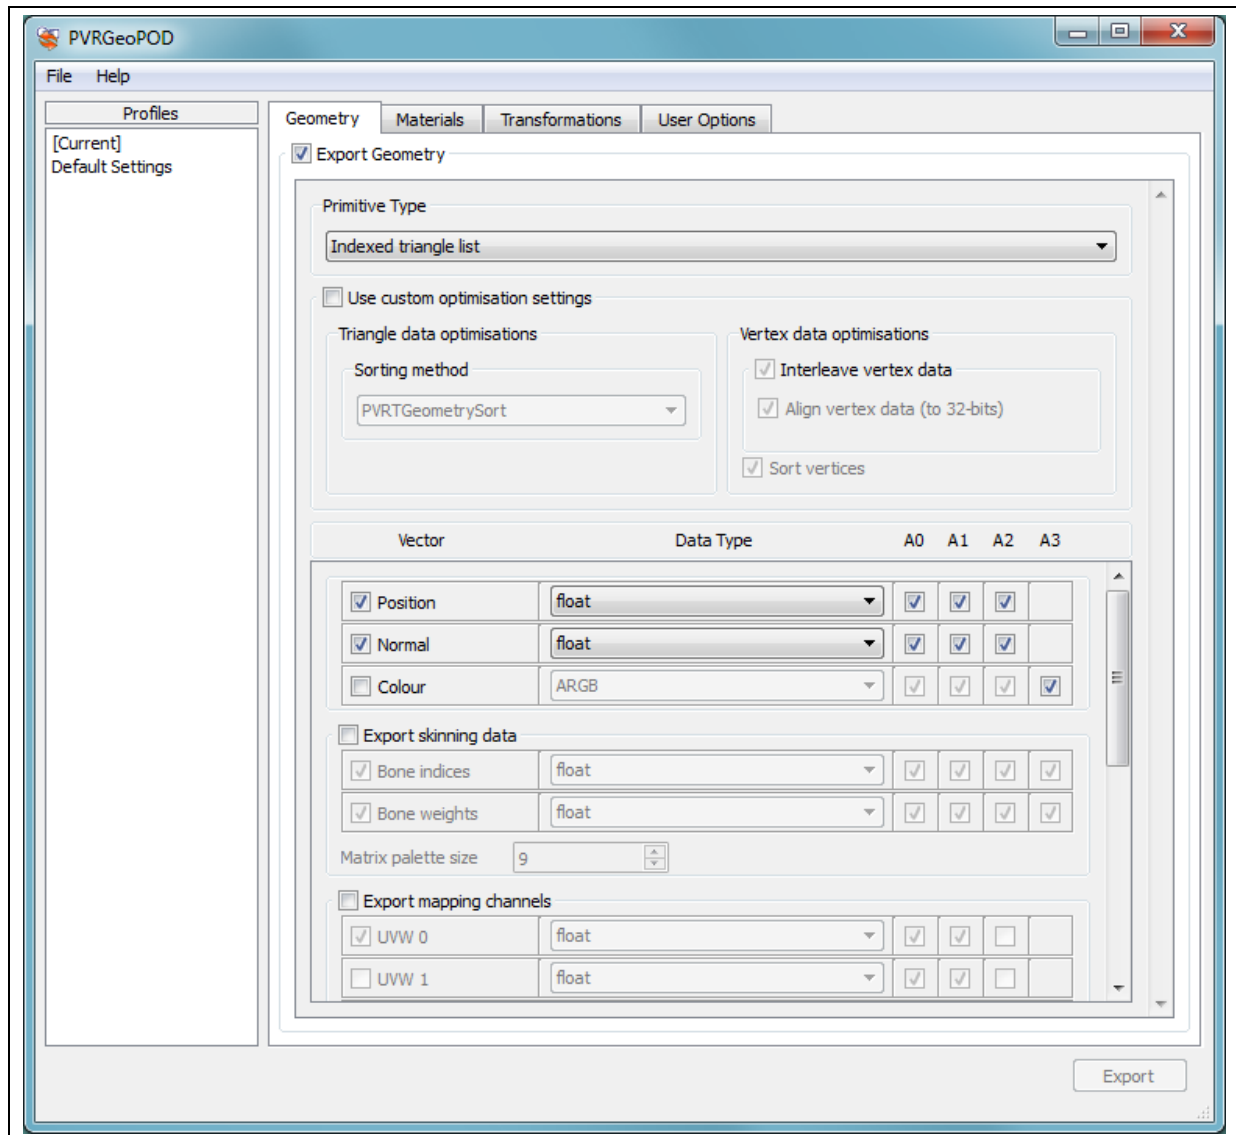 PVRGeoPOD
File Help
Profiles
[Current]
Default Settings
Geometry Materials Transformations User Options
Export Geometry
Primitive Type
Indexed triangle list
Use custom optimisation settings
Triangle data optimisations
Sorting method
PVRTGeometrySort
Vertex data optimisations
Interleave vertex data
Align vertex data (to 32-bits)
Sort vertices
Vector Data Type A0 A1 A2 A3
Position float
Normal float
Colour ARGB
Export skinning data
Bone indices float
Bone weights float
Matrix palette size 9
Export mapping channels
UVW 0 float
UVW 1 float
Export